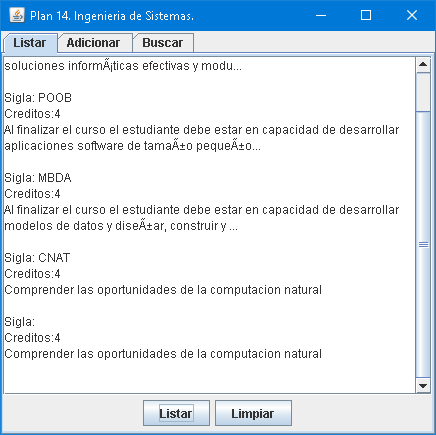 Plan 14. Ingenieria de Sistemas.
Listar Adicionar Buscar
soluciones informÃ¡ticas efectivas y modu...
Sigla: POOB
Creditos:4
Al finalizar el curso el estudiante debe estar en capacidad de desarrollar
aplicaciones software de tamaÃ±o pequeÃ±o...
Sigla: MBDA
Creditos:4
Al finalizar el curso el estudiante debe estar en capacidad de desarrollar
modelos de datos y diseÃ±ar, construir y ...
Sigla: CNAT
Creditos:4
Comprender las oportunidades de la computacion natural
Sigla:
Creditos:4
Comprender las oportunidades de la computacion natural
Listar Limpiar